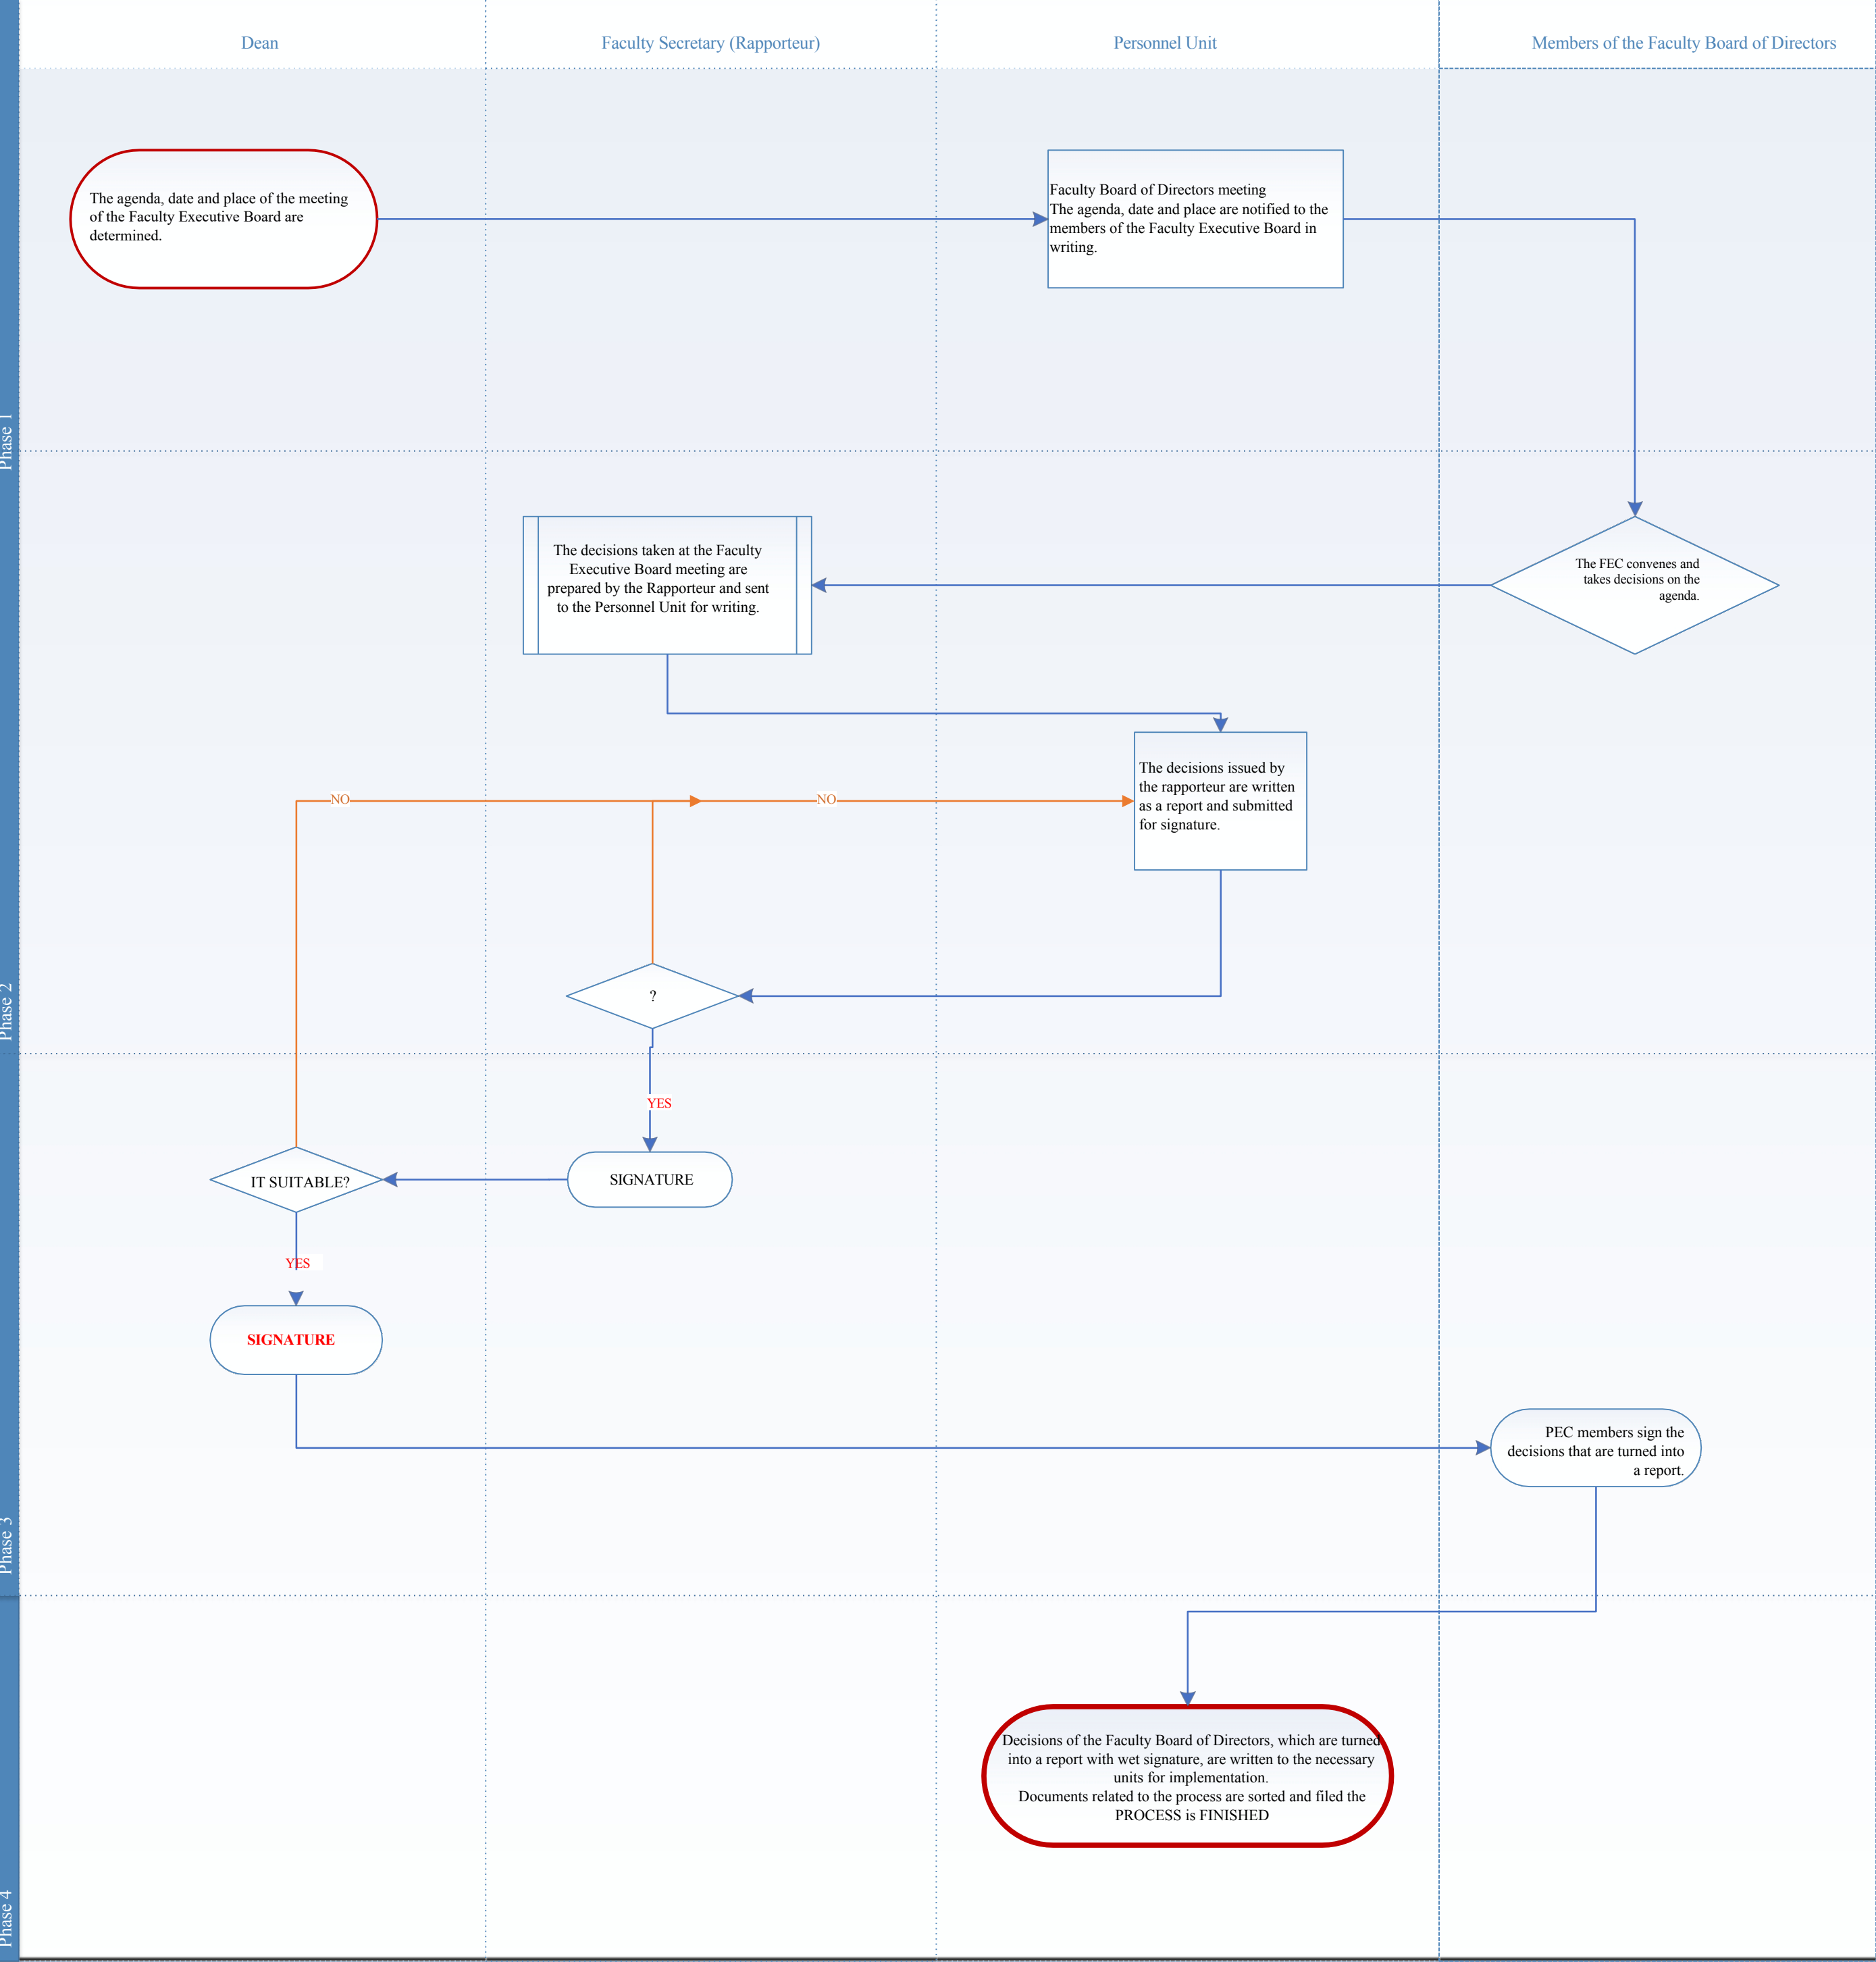 Dean
Faculty Secretary (Rapporteur)
Personnel Unit
Members of the Faculty Board of Directors
Phase 1
The agenda, date and place of the meeting
of the Faculty Executive Board are
determined.
Faculty Board of Directors meeting
The agenda, date and place are notified to the
members of the Faculty Executive Board in
writing.
Phase 2
The decisions taken at the Faculty
Executive Board meeting are
prepared by the Rapporteur and sent
to the Personnel Unit for writing.
The FEC convenes and
takes decisions on the
agenda.
The decisions issued by
the rapporteur are written
as a report and submitted
for signature.
NO
NO
?
Phase 3
YES
IT SUITABLE?
SIGNATURE
YES
SIGNATURE
PEC members sign the
decisions that are turned into
a report.
Phase 4
Decisions of the Faculty Board of Directors, which are turned
into a report with wet signature, are written to the necessary
units for implementation.
Documents related to the process are sorted and filed the
PROCESS is FINISHED